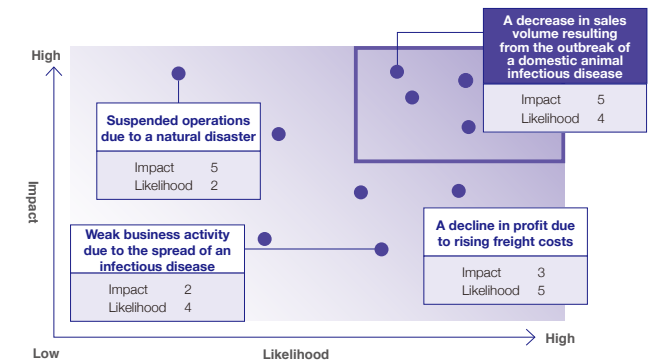 A decrease in sales
volume resulting
from the outbreak of
a domestic animal
infectious disease
Impact 5
Likelihood 4
High
Suspended operations
due to a natural disaster
Impact 5
Likelihood 2
Impact
Weak business activity
due to the spread of an
infectious disease
Impact 2
Likelihood 4
A decline in profit due
to rising freight costs
Impact 3
Likelihood 5
Low
Likelihood
High